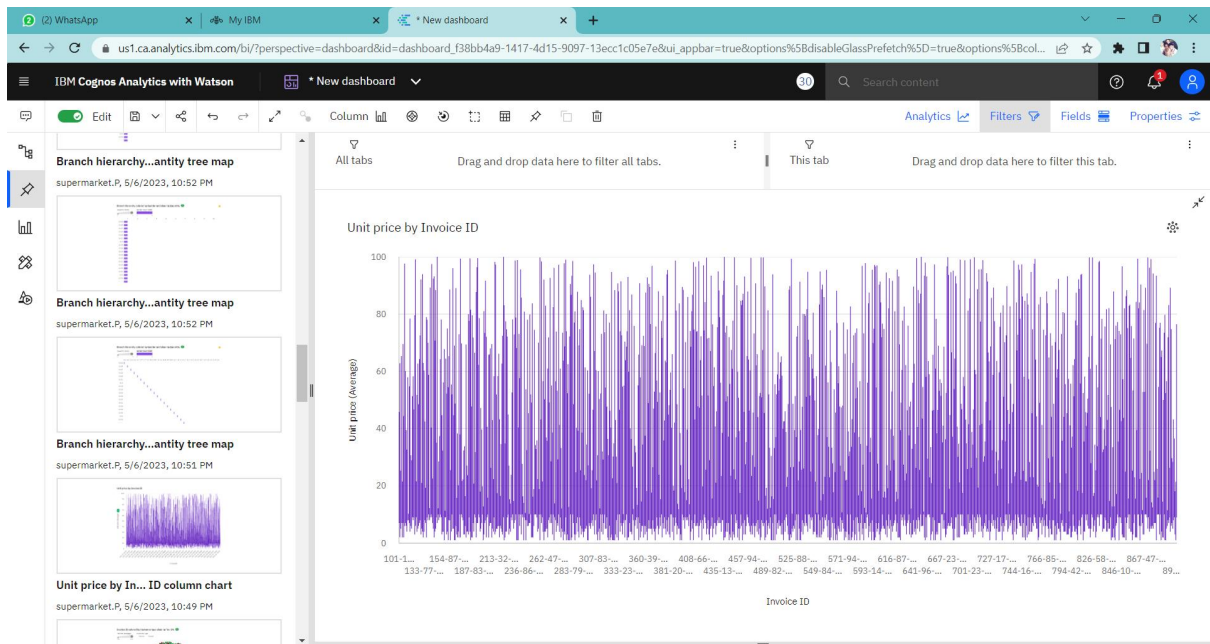 (2) WhatsApp
My IBM
* New dashboard
us1.ca.analytics.ibm.com/bi/?perspective=dashboard&id=dashboard_f38bb4a9-1417-4d15-9097-13ecc1c05e7e&ui_appbar=true&options%5BdisableGlassPrefetch%5D=true&options%5Bcol...
IBM Cognos Analytics with Watson
* New dashboard
30
Search content
1
Edit
Column
Analytics
Filters
Fields
Properties
Branch hierarchy...antity tree map
supermarket.P, 5/6/2023, 10:52 PM
Branch hierarchy...antity tree map
supermarket.P, 5/6/2023, 10:52 PM
Branch hierarchy...antity tree map
supermarket.P, 5/6/2023, 10:51 PM
Unit price by In... ID column chart
supermarket.P, 5/6/2023, 10:49 PM
All tabs
Drag and drop data here to filter all tabs.
This tab
Drag and drop data here to filter this tab.
Unit price by Invoice ID
Unit price (Average)
100
80
60
40
20
0
101-1... 154-87-... 213-32-... 262-47-... 307-83-... 360-39-... 408-66-... 457-94-... 525-88-... 571-94-... 616-87-... 667-23-... 727-17-... 766-85-... 826-58-... 867-47-...
133-77-... 187-83-... 236-86-... 283-79-... 333-23-... 381-20-... 435-13-... 489-82-... 549-84-... 593-14-... 641-96-... 701-23-... 744-16-... 794-42-... 846-10-... 89...
Invoice ID